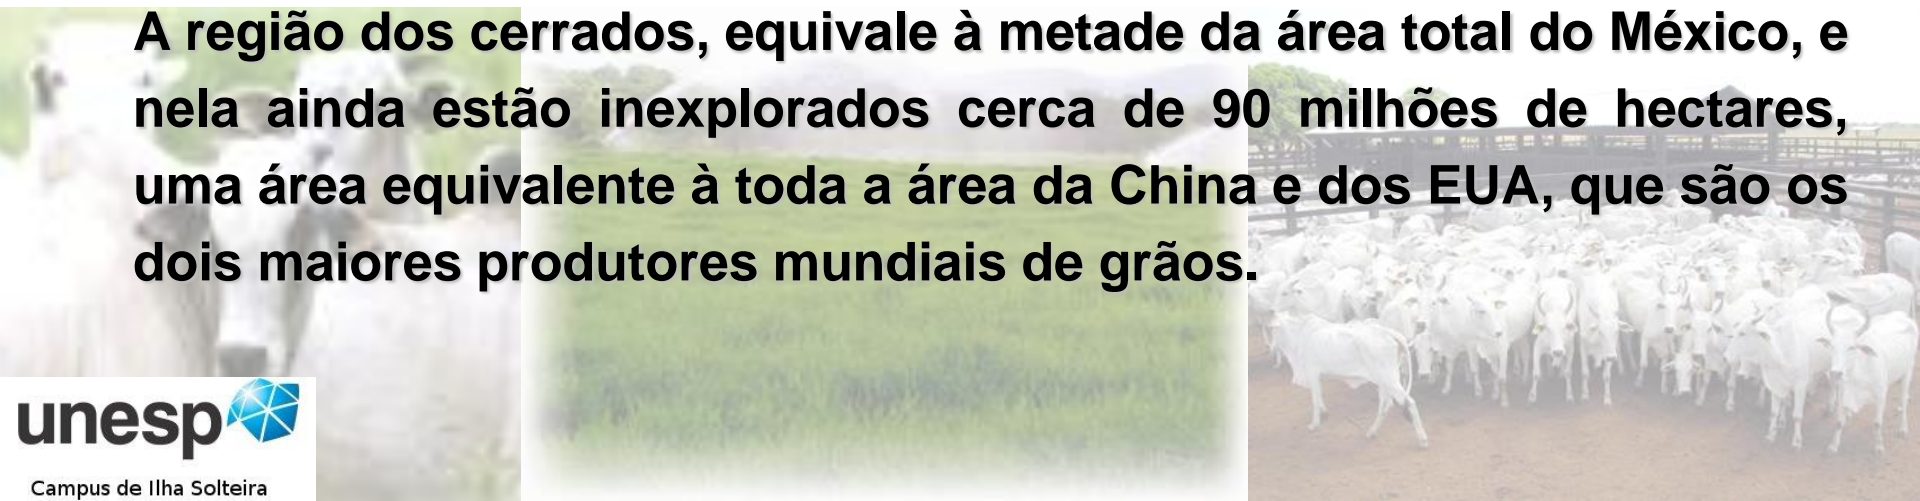 A região dos cerrados, equivale à metade da área total do México, e
nela ainda estão inexplorados cerca de 90 milhões de hectares,
uma área equivalente à toda a área da China e dos EUA, que são os
dois maiores produtores mundiais de grãos.
unesp
Campus de Ilha Solteira